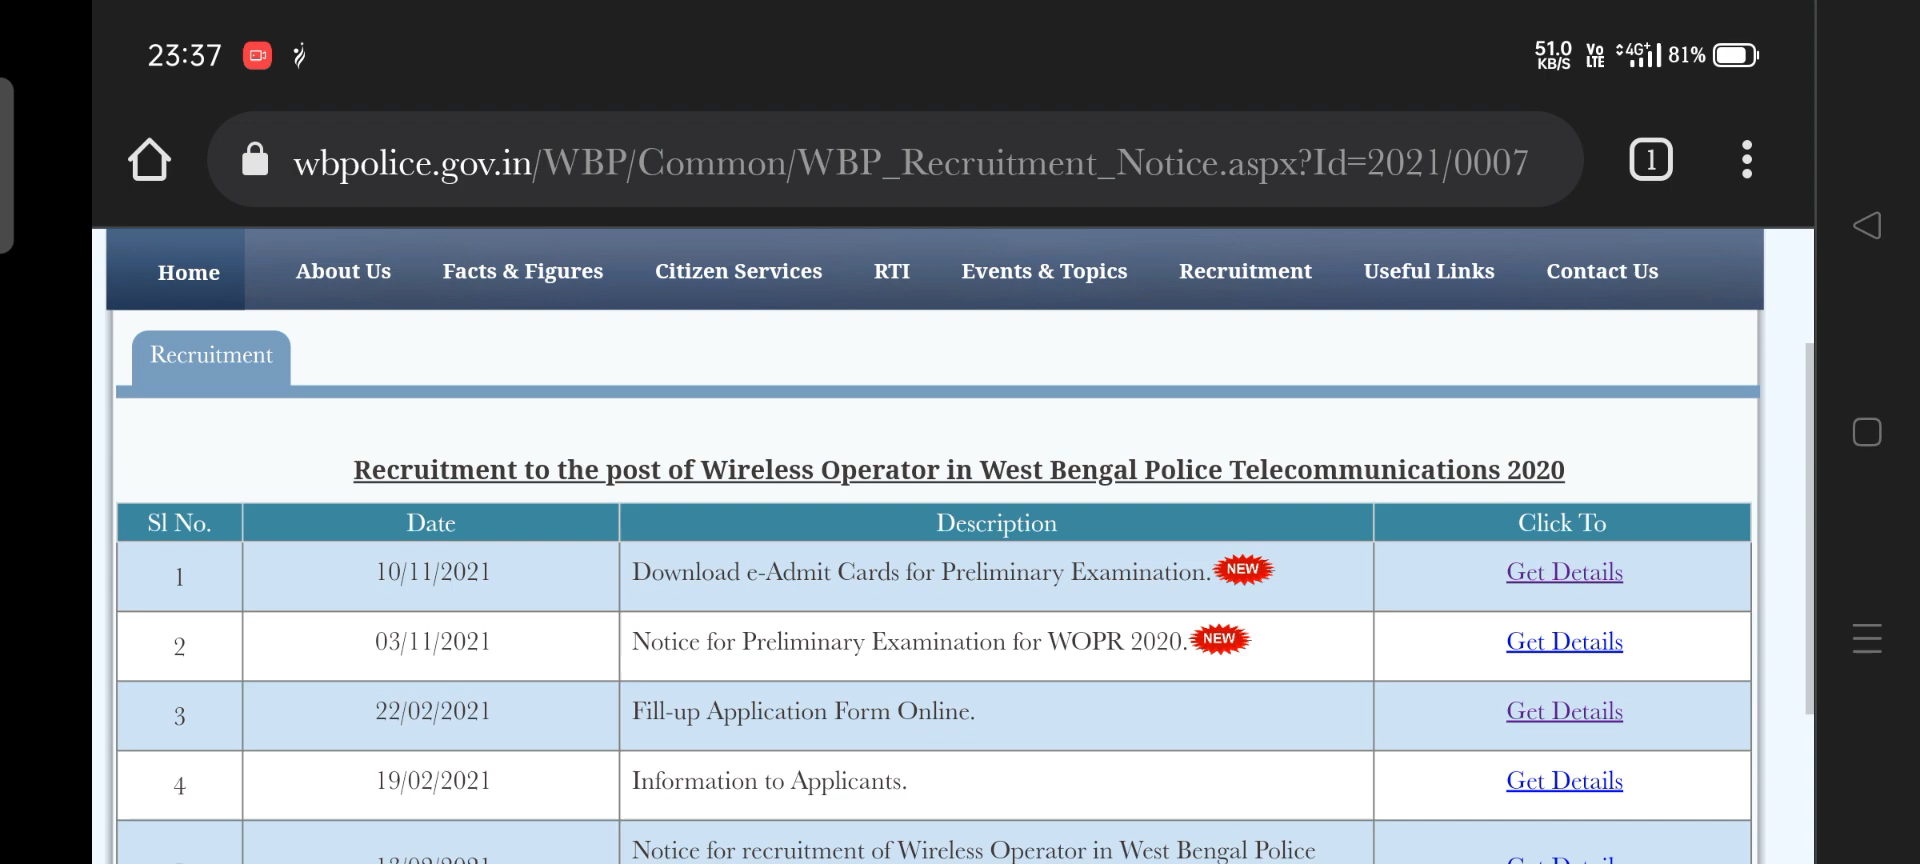 23:37
51.0 KB/S Vo LTE 4G+ 81%
wbpolice.gov.in/WBP/Common/WBP_Recruitment_Notice.aspx?Id=2021/0007
1
Home About Us Facts & Figures Citizen Services RTI Events & Topics Recruitment Useful Links Contact Us
Recruitment
Recruitment to the post of Wireless Operator in West Bengal Police Telecommunications 2020
Sl No. Date Description Click To
1 10/11/2021 Download e-Admit Cards for Preliminary Examination. NEW Get Details
2 03/11/2021 Notice for Preliminary Examination for WOPR 2020. NEW Get Details
3 22/02/2021 Fill-up Application Form Online. Get Details
4 19/02/2021 Information to Applicants. Get Details
Notice for recruitment of Wireless Operator in West Bengal Police